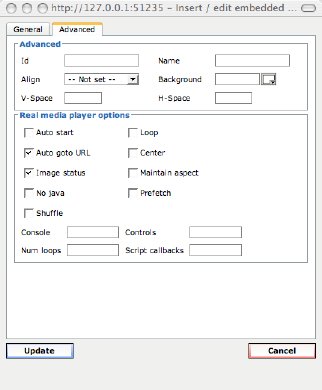 http://127.0.0.1:51235 – Insert / edit embedded ...
General Advanced
Advanced
Id Name
Align -- Not set -- Background
V-Space H-Space
Real media player options
Auto start Loop
Auto goto URL Center
Image status Maintain aspect
No java Prefetch
Shuffle
Console Controls
Num loops Script callbacks
Update Cancel